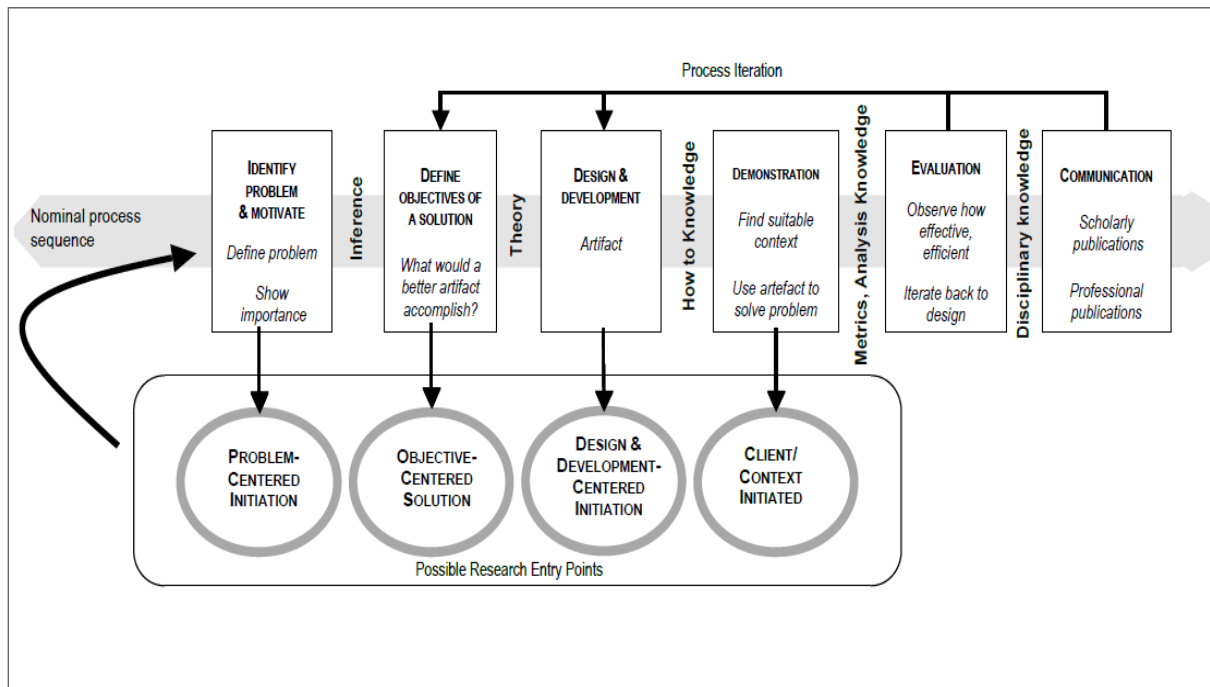 Process Iteration
Nominal process
sequence
IDENTIFY
PROBLEM
& MOTIVATE
Define problem
Show
importance
Inference
DEFINE
OBJECTIVES OF
A SOLUTION
What would a
better artifact
accomplish?
Theory
DESIGN &
DEVELOPMENT
Artifact
How to Knowledge
DEMONSTRATION
Find suitable
context
Use artefact to
solve problem
Metrics, Analysis Knowledge
EVALUATION
Observe how
effective,
efficient
Iterate back to
design
Disciplinary knowledge
COMMUNICATION
Scholarly
publications
Professional
publications
PROBLEM-
CENTERED
INITIATION
OBJECTIVE-
CENTERED
SOLUTION
DESIGN &
DEVELOPMENT-
CENTERED
INITIATION
CLIENT/
CONTEXT
INITIATED
Possible Research Entry Points